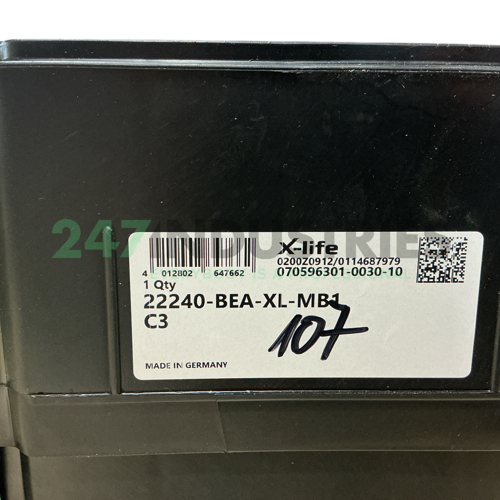 247INDUSTRIES
X-life
0200Z0912/0114687979
4 012802 647662
070596301-0030-10
1 Qty
22240-BEA-XL-MB1
C3
107
MADE IN GERMANY